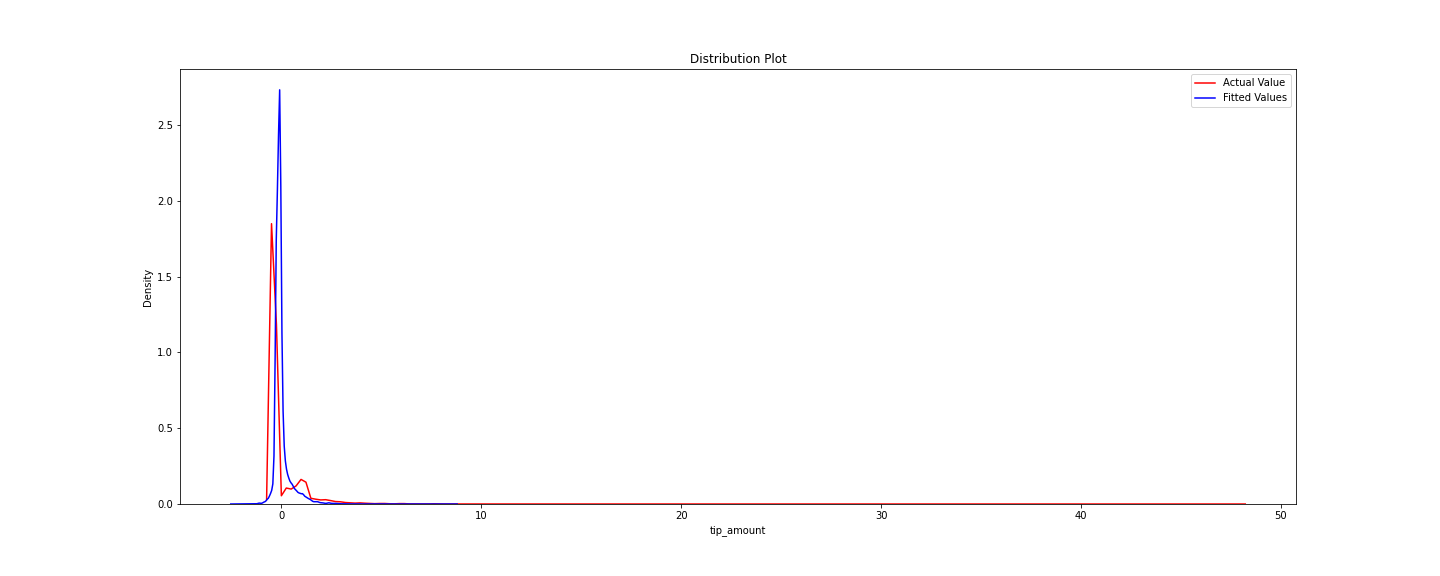 Distribution Plot
Actual Value
Fitted Values
2.5
2.0
1.5
1.0
0.5
0.0
Density
0 10 20 30 40 50
tip_amount